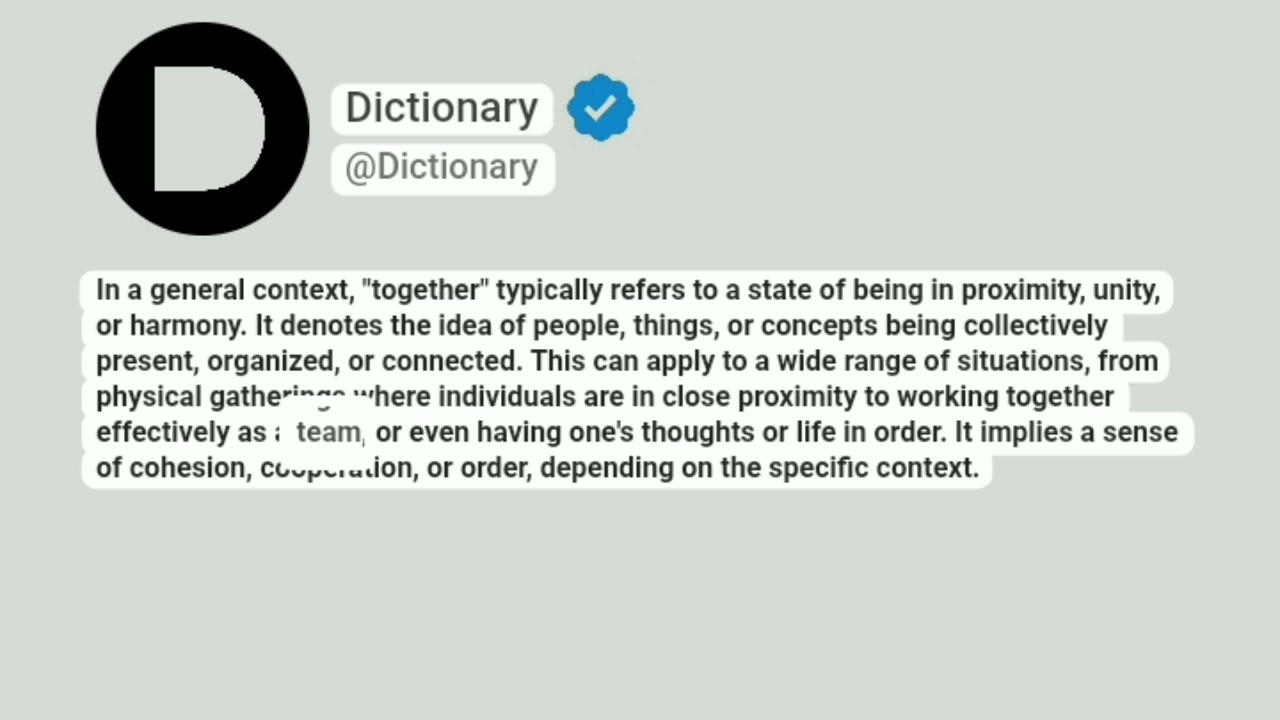 D
Dictionary
@Dictionary
In a general context, "together" typically refers to a state of being in proximity, unity,
or harmony. It denotes the idea of people, things, or concepts being collectively
present, organized, or connected. This can apply to a wide range of situations, from
physical gatherings where individuals are in close proximity to working together
effectively as a team, or even having one's thoughts or life in order. It implies a sense
of cohesion, cooperation, or order, depending on the specific context.